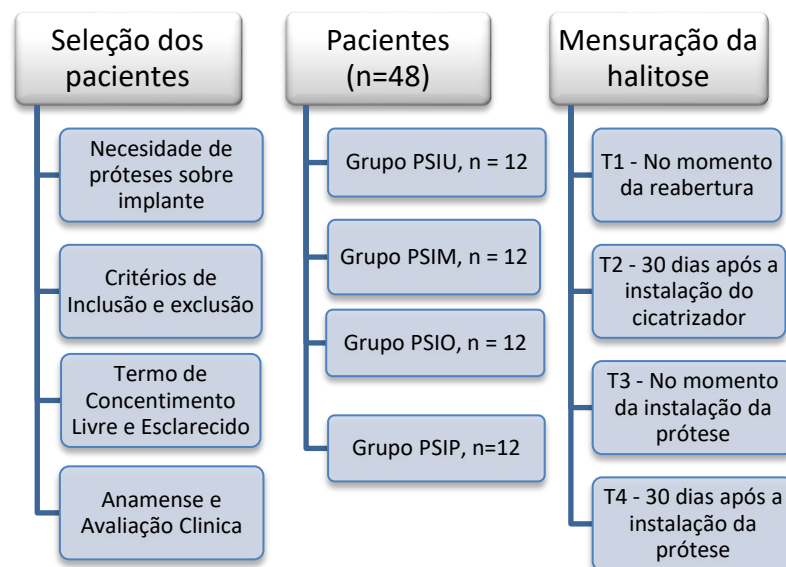 Seleção dos
pacientes
Necesidade de
próteses sobre
implante
Critérios de
Inclusão e exclusão
Termo de
Concentimento
Livre e Esclarecido
Anamense e
Avaliação Clinica
Pacientes
(n=48)
Grupo PSIU, n = 12
Grupo PSIM, n = 12
Grupo PSIO, n = 12
Grupo PSIP, n=12
Mensuração da
halitose
T1 - No momento
da reabertura
T2 - 30 dias após a
instalação do
cicatrizador
T3 - No momento
da instalação da
prótese
T4 - 30 dias após a
instalação da
prótese